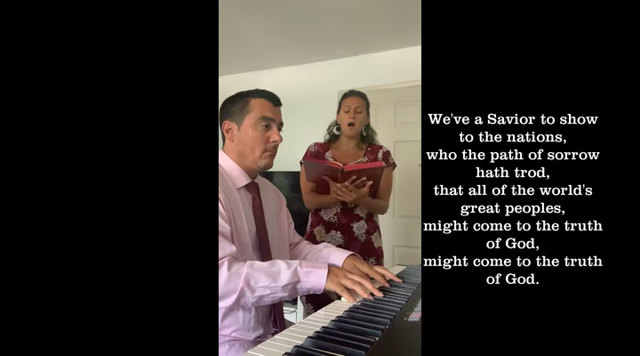 We've a Savior to show
to the nations,
who the path of sorrow
hath trod,
that all of the world's
great peoples,
might come to the truth
of God,
might come to the truth
of God.